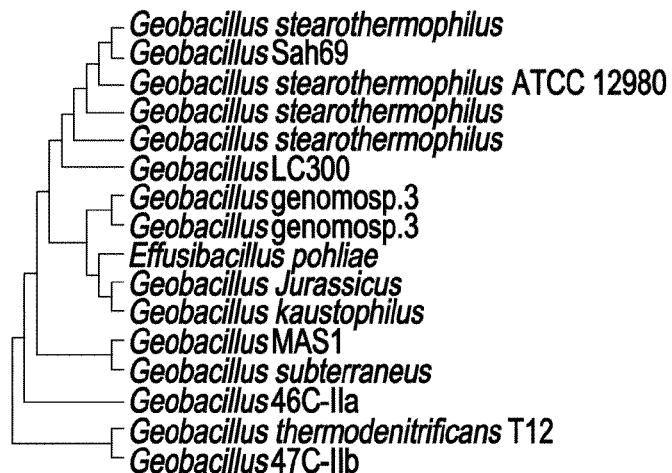 Geobacillus stearothermophilus
Geobacillus Sah69
Geobacillus stearothermophilus ATCC 12980
Geobacillus stearothermophilus
Geobacillus stearothermophilus
Geobacillus LC300
Geobacillus genomosp.3
Geobacillus genomosp.3
Effusibacillus pohliae
Geobacillus Jurassicus
Geobacillus kaustophilus
Geobacillus MAS1
Geobacillus subterraneus
Geobacillus 46C-IIa
Geobacillus thermodenitrificans T12
Geobacillus 47C-IIb